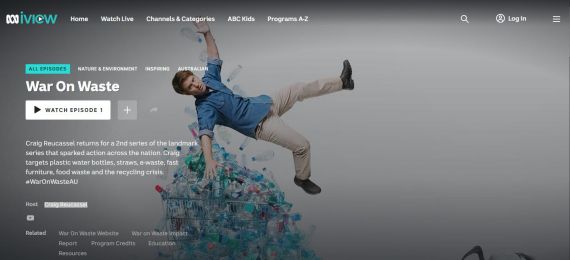 ABC iview Home Watch Live Channels & Categories ABC Kids Programs A-Z Log In
ALL EPISODES NATURE & ENVIRONMENT INSPIRING AUSTRALIAN
War On Waste
WATCH EPISODE 1
Craig Reucassel returns for a 2nd series of the landmark
series that sparked action across the nation. Craig
targets plastic water bottles, straws, e-waste, fast
furniture, food waste and the recycling crisis.
#WarOnWasteAU
Host Craig Reucassel
Related War On Waste Website War on Waste Impact
Report Program Credits Education
Resources